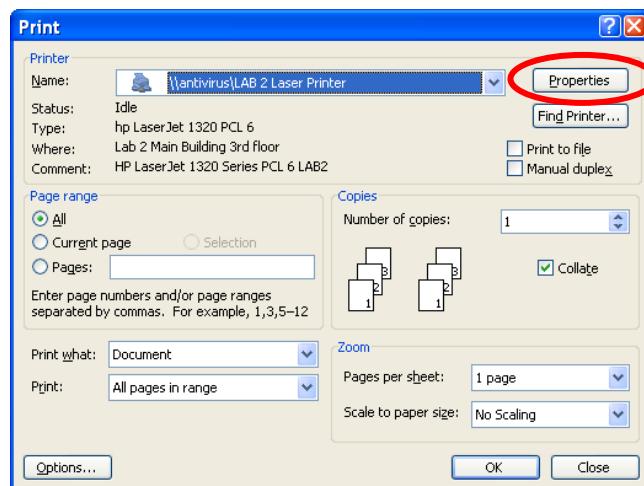 Print
Printer
Name: \\antivirus\LAB 2 Laser Printer Properties
Status: Idle Find Printer...
Type: hp LaserJet 1320 PCL 6
Where: Lab 2 Main Building 3rd floor Print to file
Comment: HP LaserJet 1320 Series PCL 6 LAB2 Manual duplex
Page range
All
Current page Selection
Pages:
Enter page numbers and/or page ranges
separated by commas. For example, 1,3,5–12
Copies
Number of copies: 1
1 2 3 1 2 3
Collate
Print what: Document
Print: All pages in range
Zoom
Pages per sheet: 1 page
Scale to paper size: No Scaling
Options... OK Close